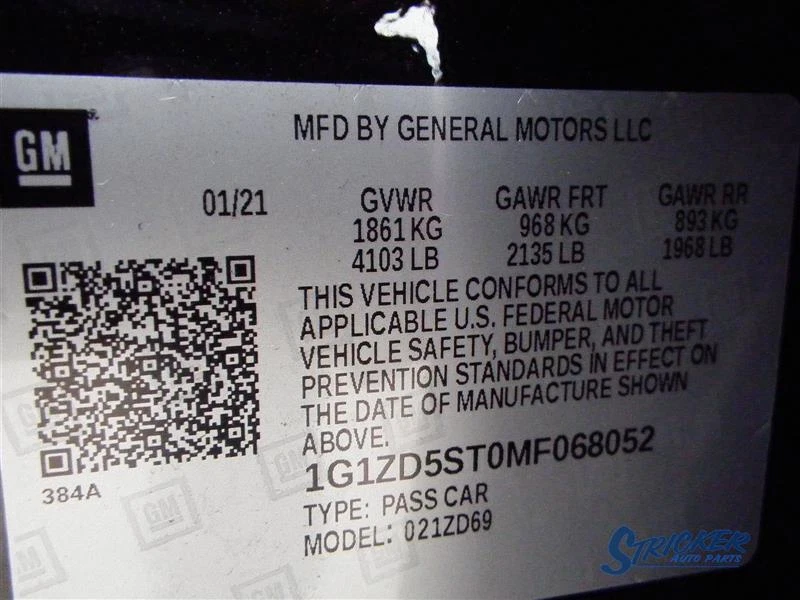 GM
MFD BY GENERAL MOTORS LLC
01/21
GVWR
1861 KG
4103 LB
GAWR FRT
968 KG
2135 LB
GAWR RR
893 KG
1968 LB
THIS VEHICLE CONFORMS TO ALL
APPLICABLE U.S. FEDERAL MOTOR
VEHICLE SAFETY, BUMPER, AND THEFT
PREVENTION STANDARDS IN EFFECT ON
THE DATE OF MANUFACTURE SHOWN
ABOVE.
1G1ZD5ST0MF068052
TYPE: PASS CAR
MODEL: 021ZD69
384A
GM
GM
GM
STRICKER
AUTO PARTS